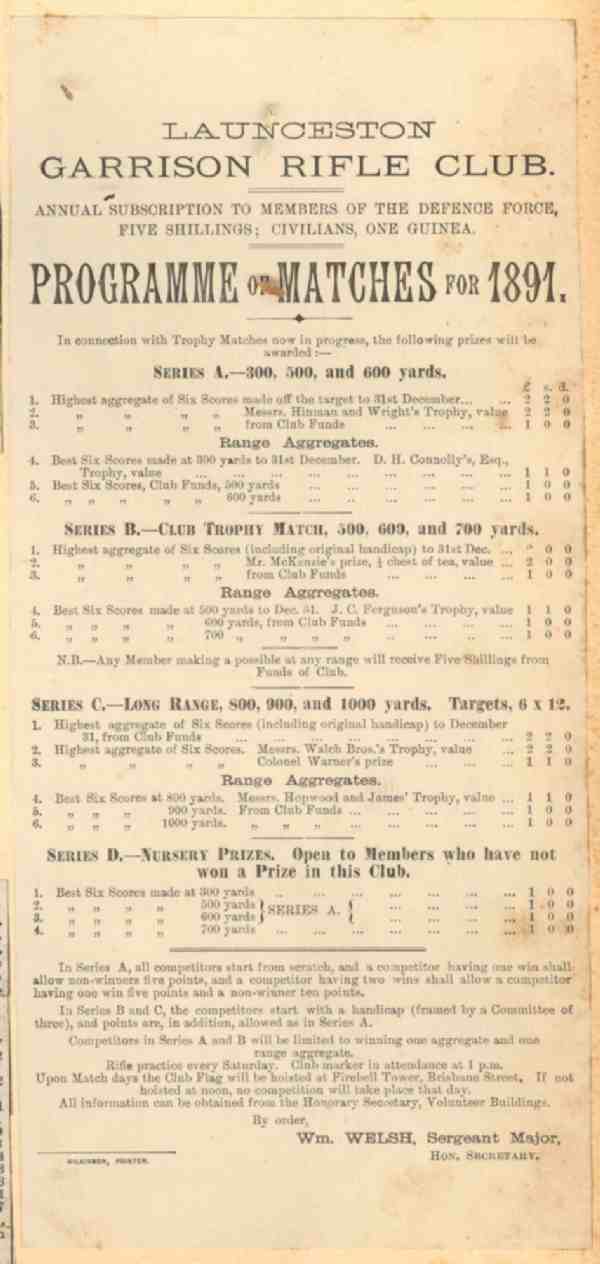 LAUNCESTON
GARRISON RIFLE CLUB.
ANNUAL SUBSCRIPTION TO MEMBERS OF THE DEFENCE FORCE,
FIVE SHILLINGS; CIVILIANS, ONE GUINEA.
PROGRAMME OF MATCHES FOR 1891.
In connection with Trophy Matches now in progress, the following prizes will be
awarded :—
SERIES A.—300, 500, and 600 yards.
£ s. d.
1. Highest aggregate of Six Scores made off the target to 31st December... ... 2 2 0
2. „ „ „ „ Messrs. Hinman and Wright's Trophy, value 2 2 0
3. „ „ „ „ from Club Funds ... ... ... ... 1 0 0
Range Aggregates.
4. Best Six Scores made at 300 yards to 31st December. D. H. Connolly's, Esq.,
Trophy, value ... ... ... ... ... ... ... ... 1 1 0
5. Best Six Scores, Club Funds, 500 yards ... ... ... ... ... 1 0 0
6. „ „ „ „ „ 600 yards ... ... ... ... ... 1 0 0
SERIES B.—CLUB TROPHY MATCH, 500, 600, and 700 yards.
1. Highest aggregate of Six Scores (including original handicap) to 31st Dec. ... 0 0
2. „ „ „ „ Mr. McKenzie's prize, ½ chest of tea, value ... 2 0 0
3. „ „ „ „ from Club Funds ... ... ... ... 1 0 0
Range Aggregates.
4. Best Six Scores made at 500 yards to Dec. 31. J. C. Ferguson's Trophy, value 1 1 0
5. „ „ „ „ 600 yards, from Club Funds ... ... ... ... 1 0 0
6. „ „ „ „ 700 „ „ „ „ ... ... ... ... 1 0 0
N.B.—Any Member making a possible at any range will receive Five Shillings from
Funds of Club.
SERIES C.—LONG RANGE, 800, 900, and 1000 yards. Targets, 6 x 12.
1. Highest aggregate of Six Scores (including original handicap) to December
31, from Club Funds ... ... ... ... ... ... ... 2 2 0
2. Highest aggregate of Six Scores. Messrs. Walch Bros.'s Trophy, value ... 2 2 0
3. „ „ „ „ Colonel Warner's prize ... ... ... 1 1 0
Range Aggregates.
4. Best Six Scores at 800 yards. Messrs. Hopwood and James' Trophy, value ... 1 1 0
5. „ „ „ 900 yards. From Club Funds ... ... ... ... ... 1 0 0
6. „ „ „ 1000 yards. „ „ „ ... ... ... ... 1 0 0
SERIES D.—NURSERY PRIZES. Open to Members who have not
won a Prize in this Club.
1. Best Six Scores made at 300 yards ... ... ... ... ... ... 1 0 0
2. „ „ „ „ 500 yards } SERIES A. { ... ... ... ... 1 0 0
3. „ „ „ „ 600 yards } { ... ... ... ... 1 0 0
4. „ „ „ „ 700 yards ... ... ... ... ... ... 1 0 0
In Series A, all competitors start from scratch, and a competitor having one win shall
allow non-winners five points, and a competitor having two wins shall allow a competitor
having one win five points and a non-winner ten points.
In Series B and C, the competitors start with a handicap (framed by a Committee of
three), and points are, in addition, allowed as in Series A.
Competitors in Series A and B will be limited to winning one aggregate and one
range aggregate.
Rifle practice every Saturday. Club marker in attendance at 1 p.m.
Upon Match days the Club Flag will be hoisted at Firebell Tower, Brisbane Street. If not
hoisted at noon, no competition will take place that day.
All information can be obtained from the Honorary Secretary, Volunteer Buildings.
By order,
Wm. WELSH, Sergeant Major,
HON. SECRETARY.
WILKINSON, PRINTER.